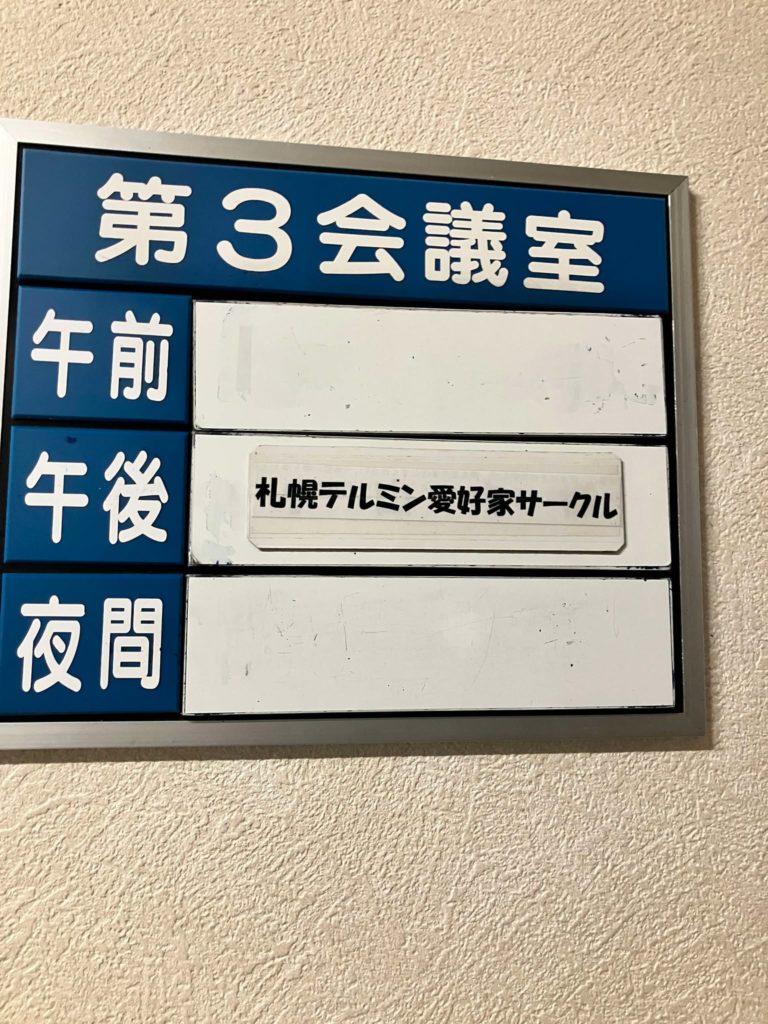 第３会議室
午前
午後
札幌テルミン愛好家サークル
夜間